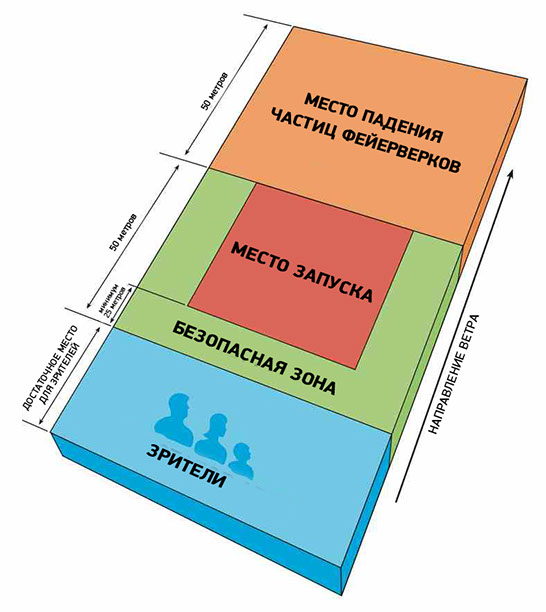 50 метров
МЕСТО ПАДЕНИЯ
ЧАСТИЦ ФЕЙЕРВЕРКОВ
50 метров
МЕСТО ЗАПУСКА
минимум
25 метров
БЕЗОПАСНАЯ ЗОНА
НАПРАВЛЕНИЕ ВЕТРА
ДОСТАТОЧНОЕ МЕСТО
ДЛЯ ЗРИТЕЛЕЙ
ЗРИТЕЛИ